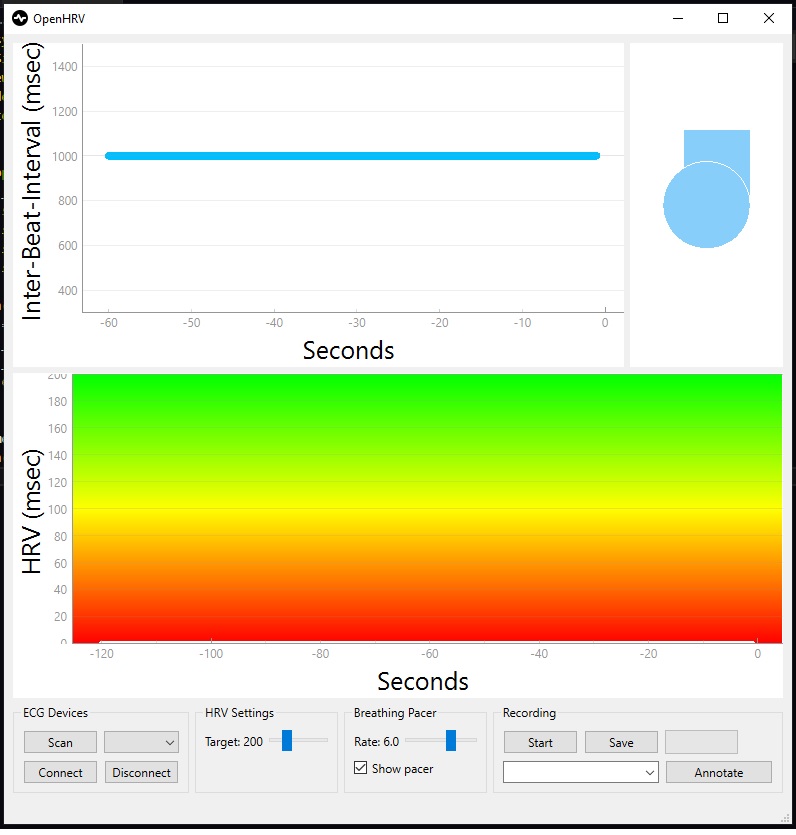 OpenHRV
Inter-Beat-Interval (msec)
1400
1200
1000
800
600
400
-60 -50 -40 -30 -20 -10 0
Seconds
HRV (msec)
200
180
160
140
120
100
80
60
40
20
0
-120 -100 -80 -60 -40 -20 0
Seconds
ECG Devices
Scan
Connect Disconnect
HRV Settings
Target: 200
Breathing Pacer
Rate: 6.0
Show pacer
Recording
Start Save
Annotate